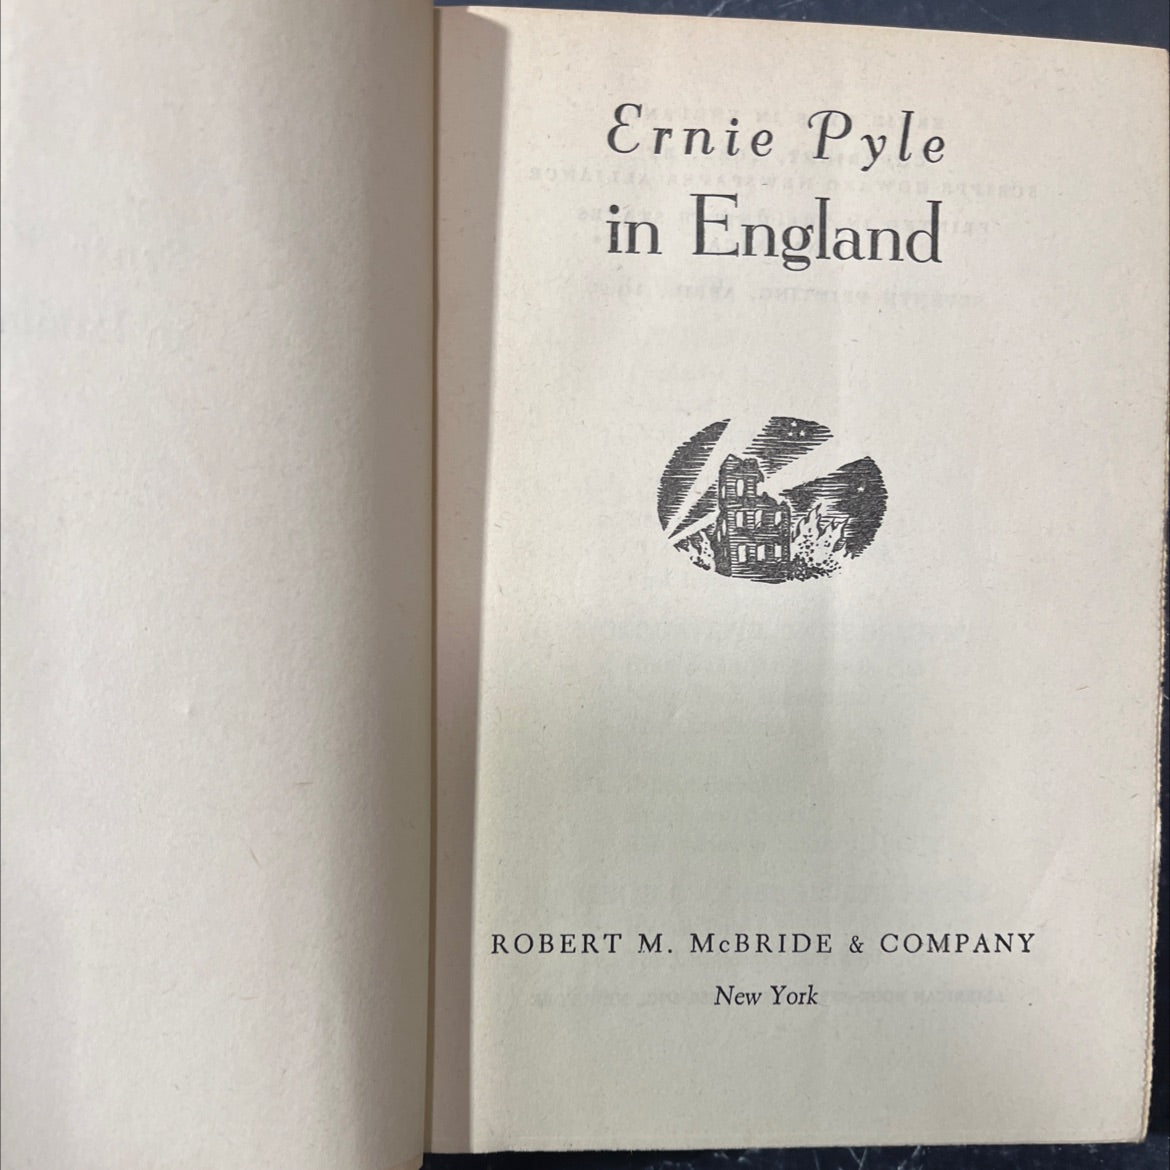 Ernie Pyle
in England
ROBERT M. McBRIDE & COMPANY
New York